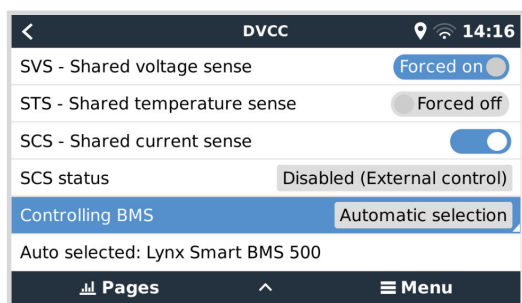 DVCC 14:16
SVS - Shared voltage sense Forced on
STS - Shared temperature sense Forced off
SCS - Shared current sense
SCS status Disabled (External control)
Controlling BMS Automatic selection
Auto selected: Lynx Smart BMS 500
Pages Menu